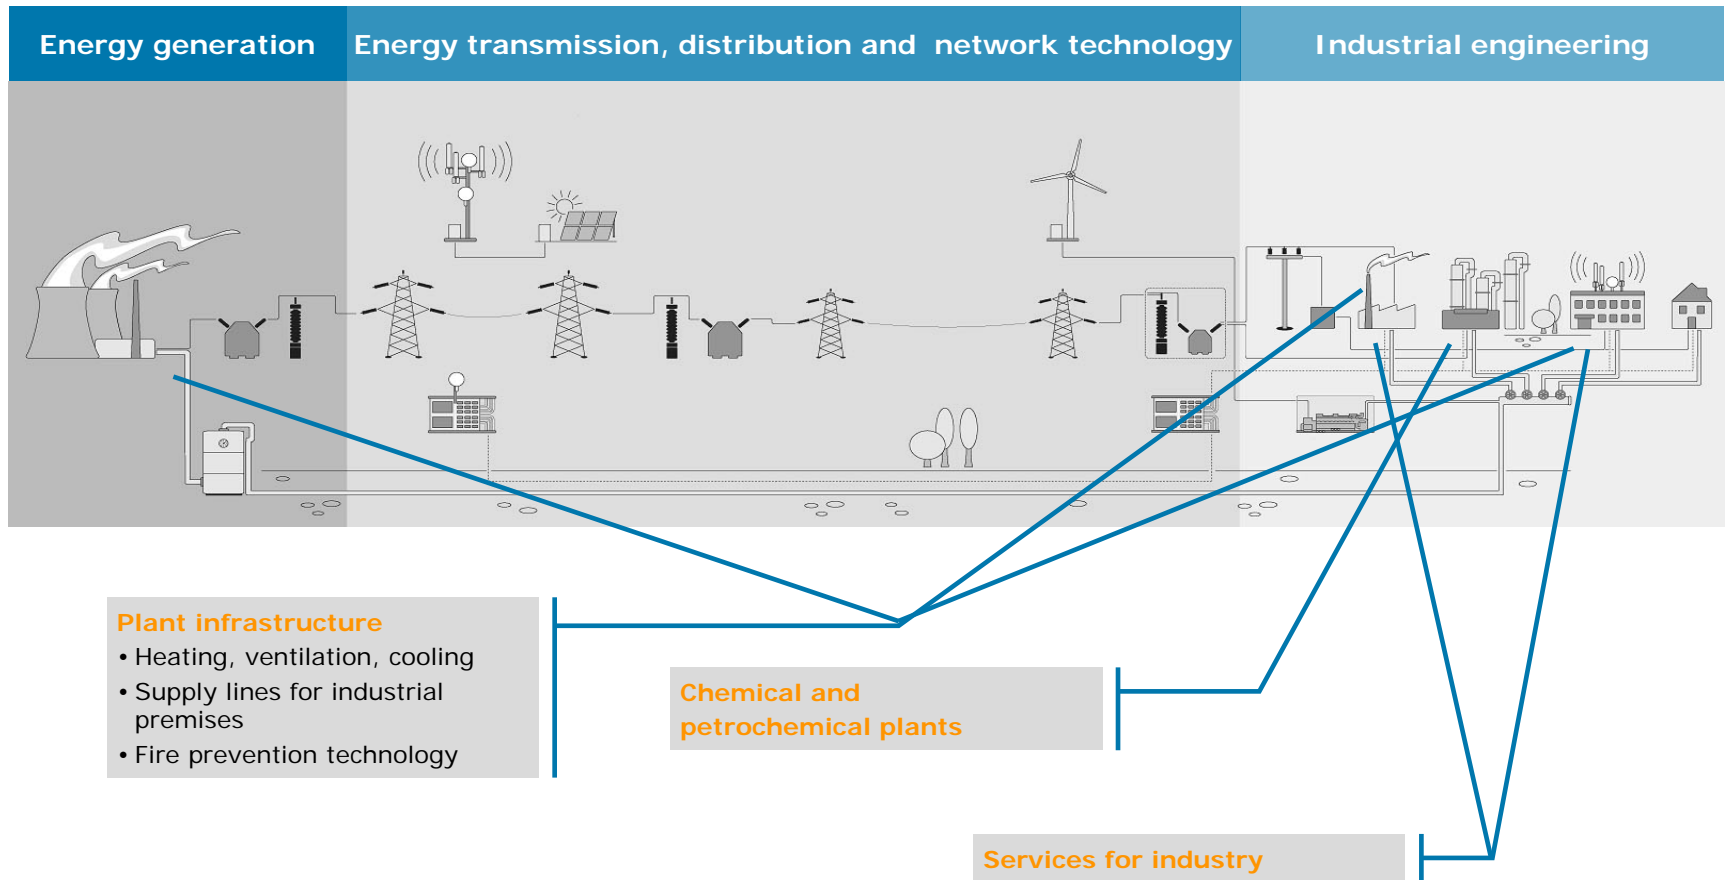 Energy generation
Energy transmission, distribution and network technology
Industrial engineering
Plant infrastructure
• Heating, ventilation, cooling
• Supply lines for industrial
premises
• Fire prevention technology
Chemical and
petrochemical plants
Services for industry